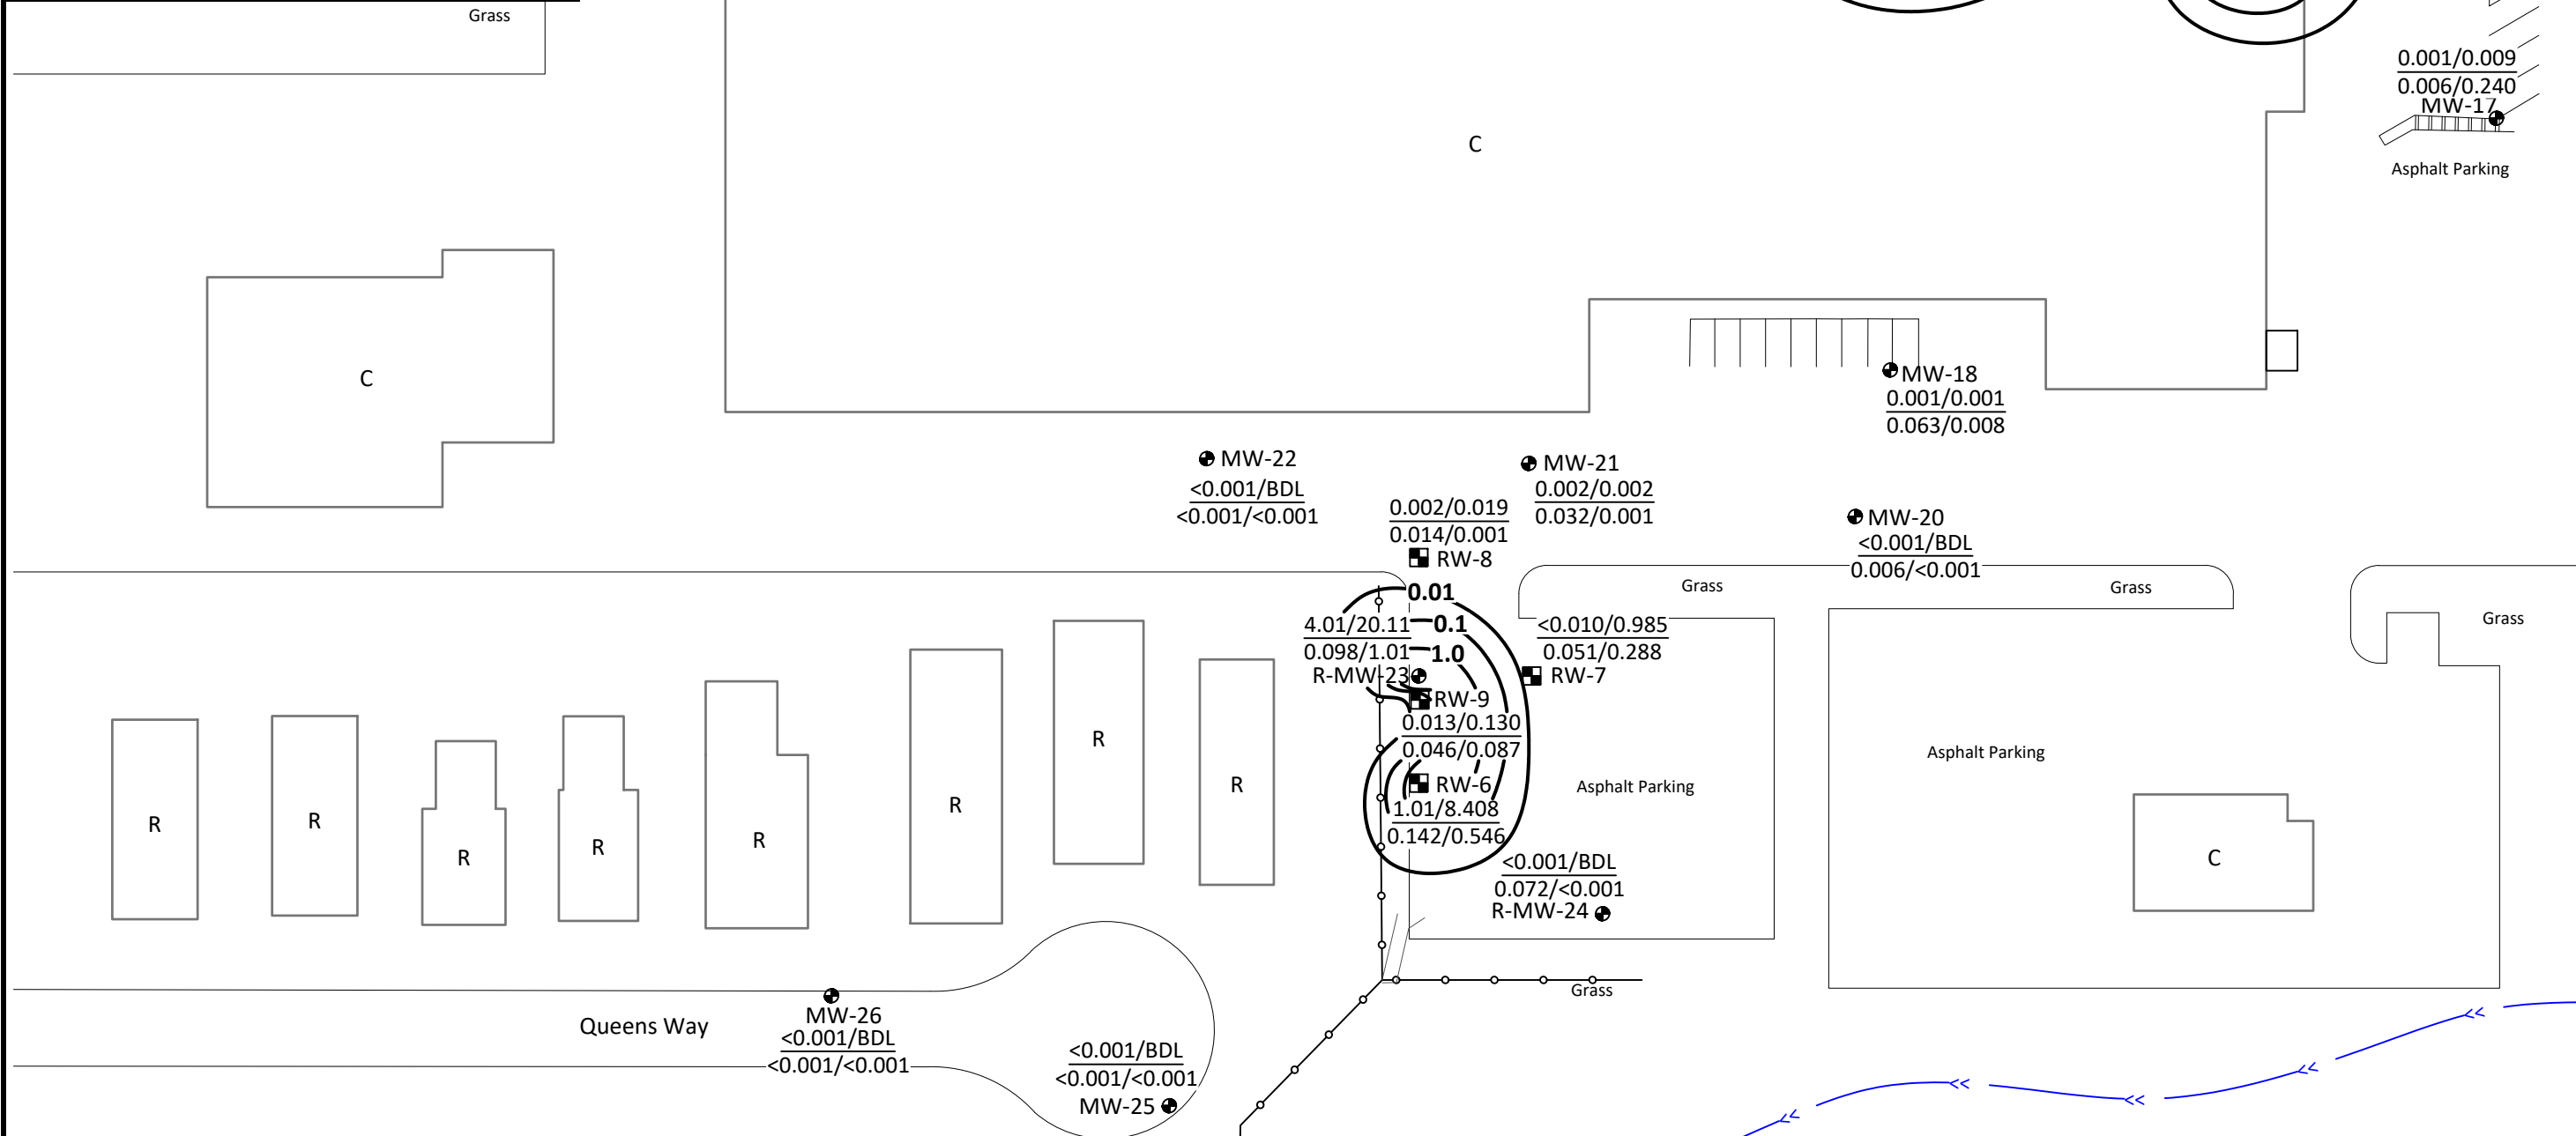 Grass
0.001/0.009
0.006/0.240
MW-17
Asphalt Parking
C
C
MW-18
0.001/0.001
0.063/0.008
MW-22
<0.001/BDL
<0.001/<0.001
MW-21
0.002/0.002
0.032/0.001
0.002/0.019
0.014/0.001
RW-8
MW-20
<0.001/BDL
0.006/<0.001
Grass
Grass
Grass
0.01
0.1
1.0
4.01/20.11
0.098/1.01
R-MW-23
<0.010/0.985
0.051/0.288
RW-7
RW-9
0.013/0.130
0.046/0.087
RW-6
1.01/8.408
0.142/0.546
Asphalt Parking
Asphalt Parking
R
R
R
R
R
R
R
R
C
<0.001/BDL
0.072/<0.001
R-MW-24
Grass
MW-26
<0.001/BDL
<0.001/<0.001
Queens Way
<0.001/BDL
<0.001/<0.001
MW-25